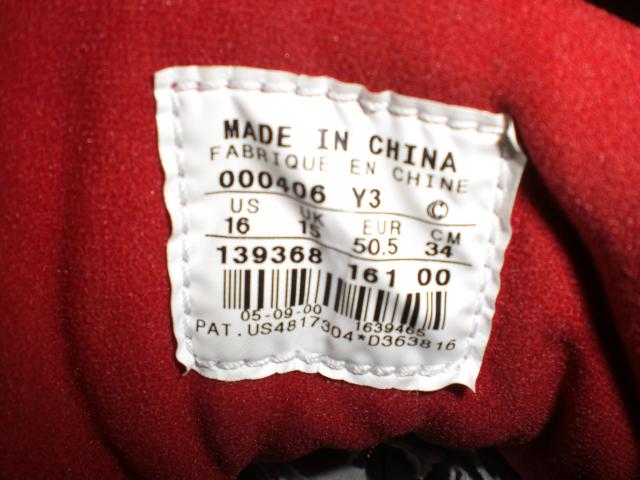 MADE IN CHINA
FABRIQUE EN CHINE
000406 Y3 ©
US UK EUR CM
16 15 50.5 34
139368 161 00
05-09-00 1639465
PAT.US4817304*D363816